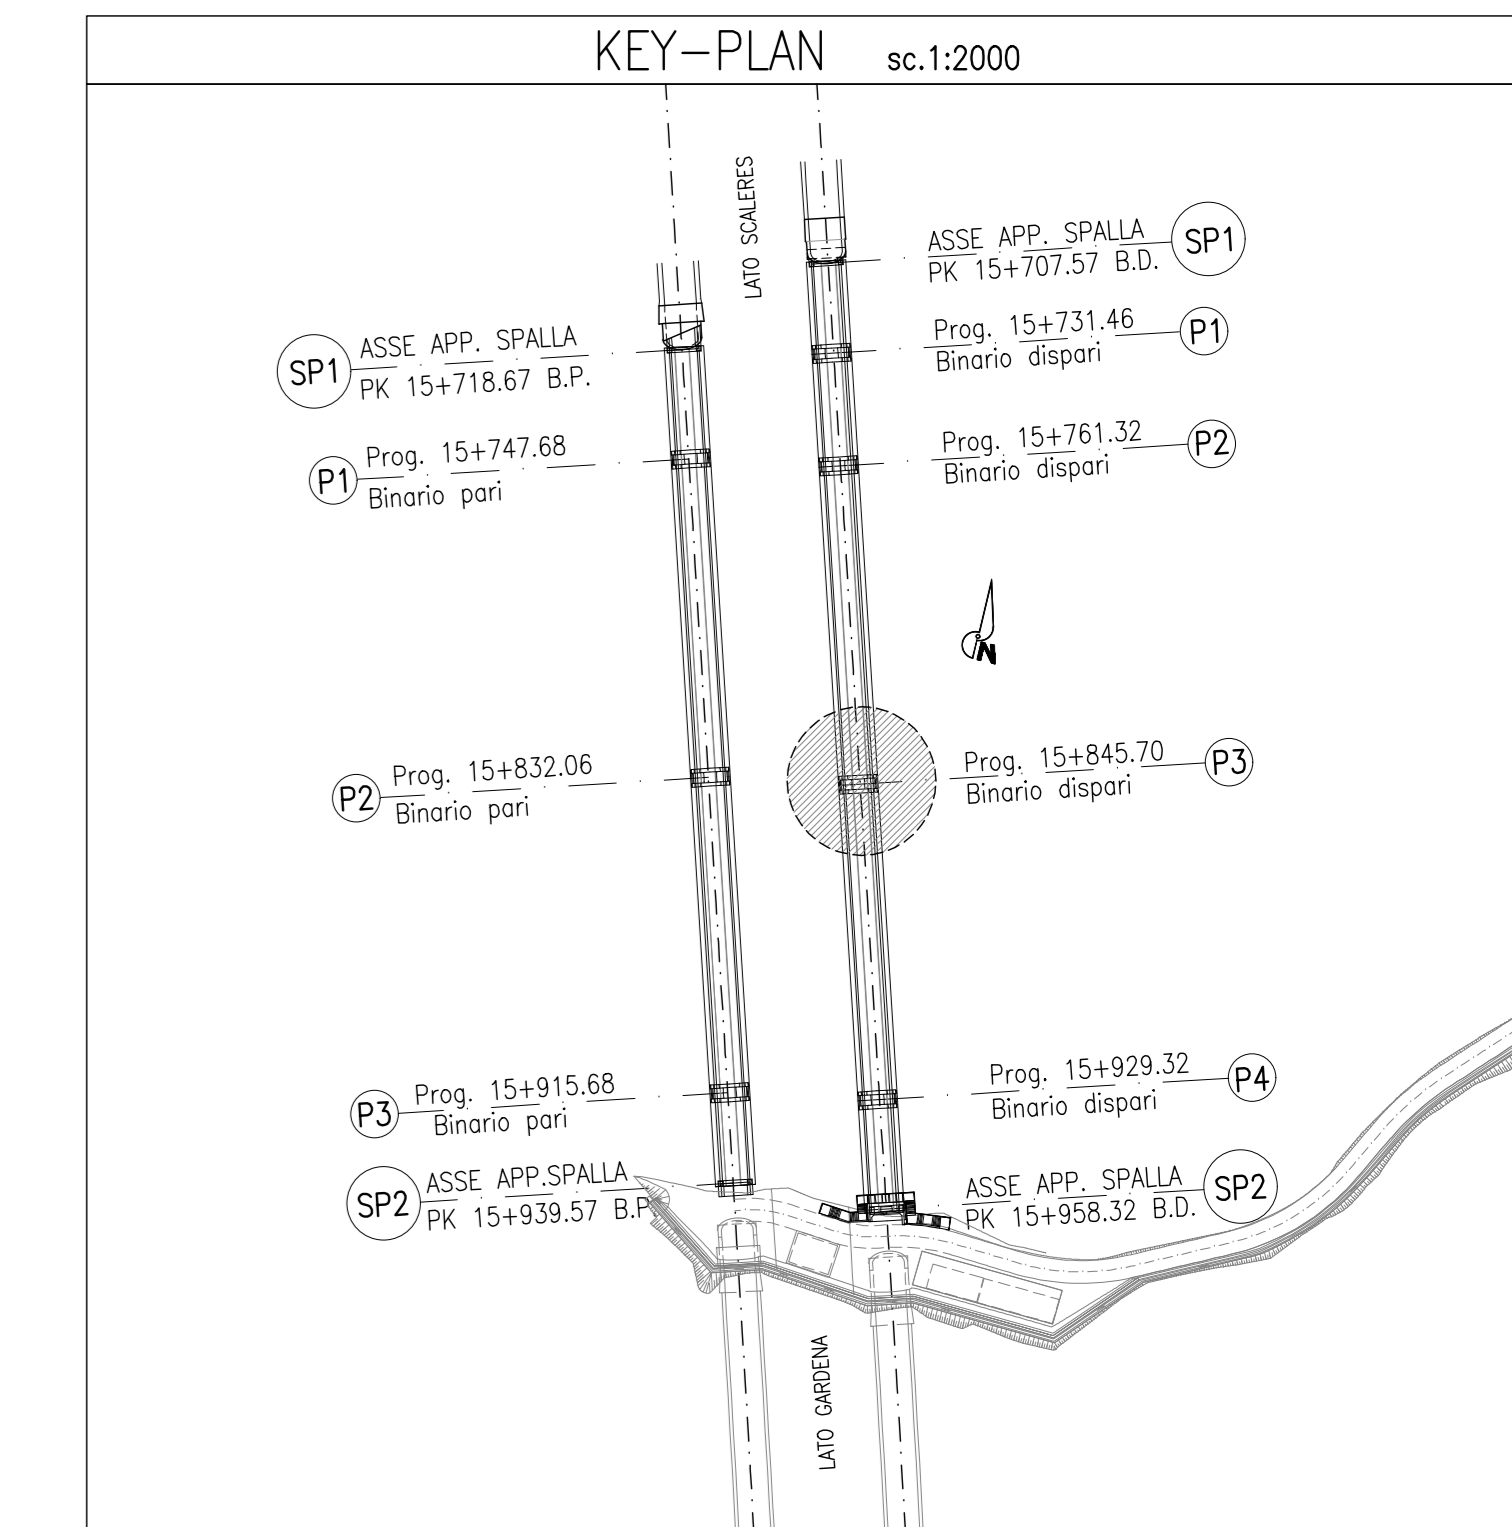 KEY-PLAN sc.1:2000
LATO SCALERES
SP1
ASSE APP. SPALLA
PK 15+707.57 B.D.
P1
Prog. 15+731.46
Binario dispari
P2
Prog. 15+761.32
Binario dispari
SP1
ASSE APP. SPALLA
PK 15+718.67 B.P.
P1
Prog. 15+747.68
Binario pari
N
P2
Prog. 15+832.06
Binario pari
Prog. 15+845.70
Binario dispari
P3
P3
Prog. 15+915.68
Binario pari
Prog. 15+929.32
Binario dispari
P4
SP2
ASSE APP.SPALLA
PK 15+939.57 B.P
ASSE APP. SPALLA
PK 15+958.32 B.D.
SP2
LATO GARDENA